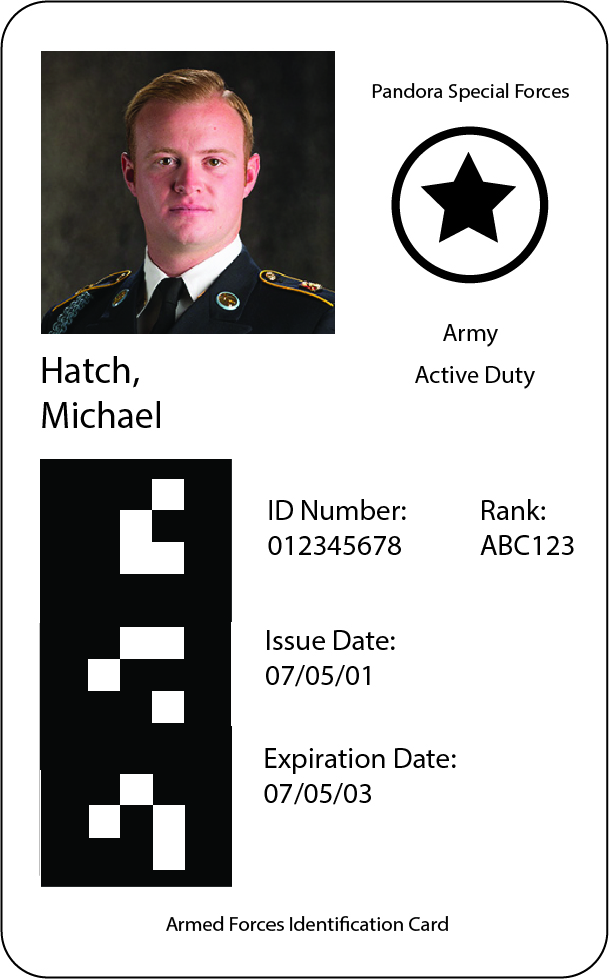 Pandora Special Forces
Army
Active Duty
Hatch,
Michael
ID Number:
012345678
Rank:
ABC123
Issue Date:
07/05/01
Expiration Date:
07/05/03
Armed Forces Identification Card